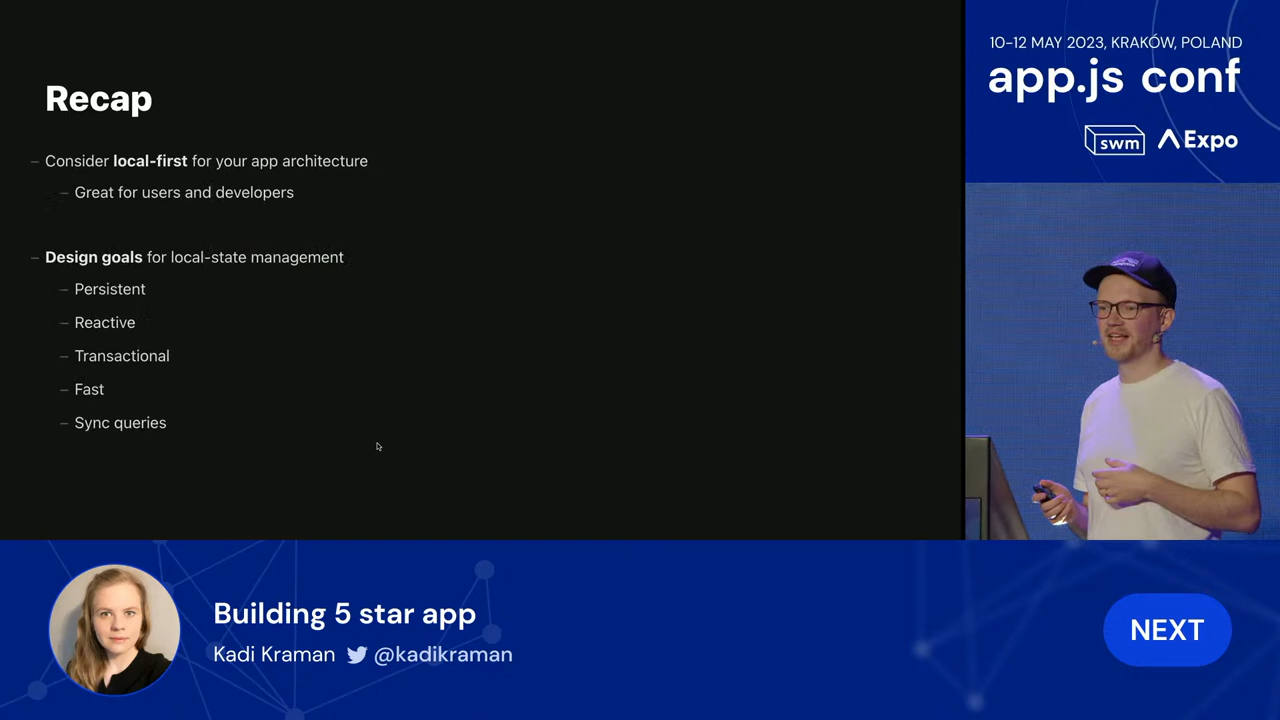 Recap
– Consider local-first for your app architecture
– Great for users and developers
– Design goals for local-state management
– Persistent
– Reactive
– Transactional
– Fast
– Sync queries
10-12 MAY 2023, KRAKÓW, POLAND
app.js conf
swm Expo
Building 5 star app
Kadi Kraman @kadikraman
NEXT